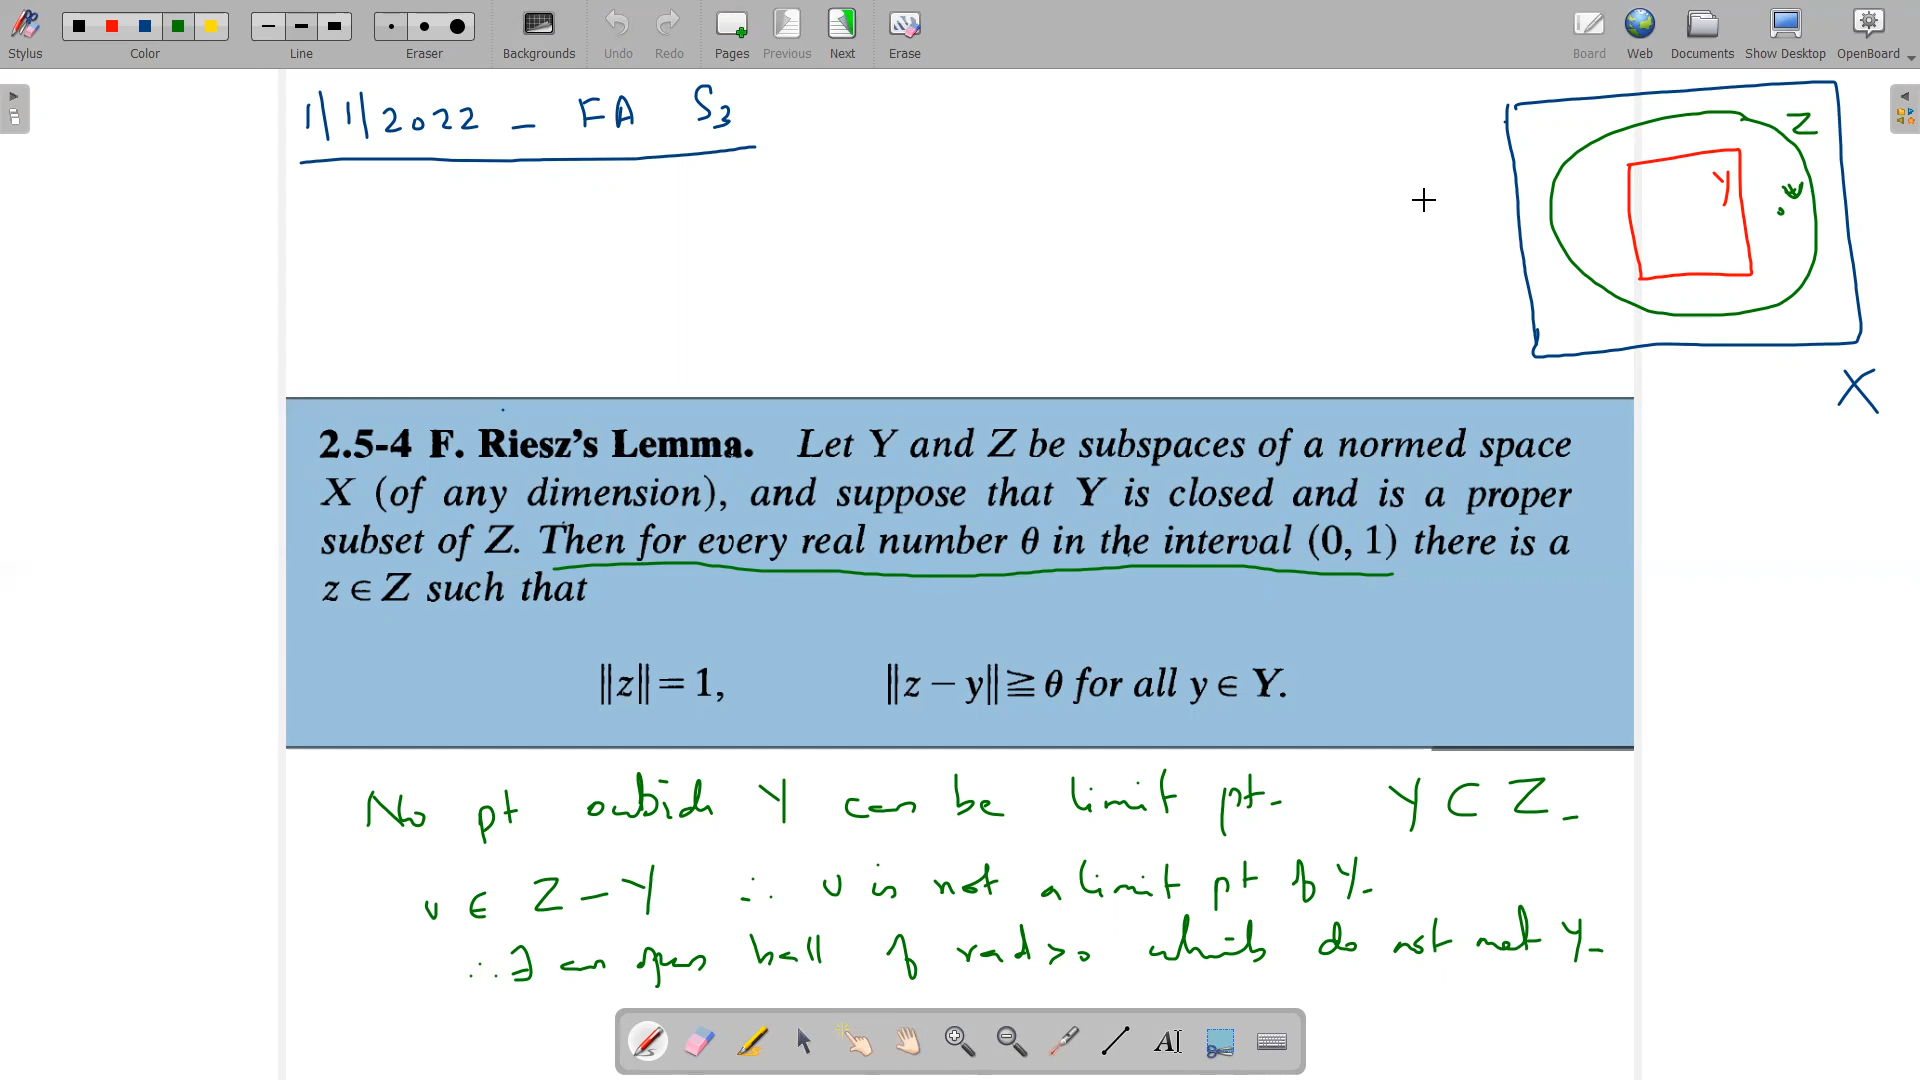 Stylus Color Line Eraser Backgrounds Undo Redo Pages Previous Next Erase Board Web Documents Show Desktop OpenBoard
1/1/2022 - FA S3
Z
Y
v
X
2.5-4 F. Riesz's Lemma. Let Y and Z be subspaces of a normed space
X (of any dimension), and suppose that Y is closed and is a proper
subset of Z. Then for every real number θ in the interval (0, 1) there is a
z ∈ Z such that
‖z‖ = 1, ‖z − y‖ ≧ θ for all y ∈ Y.
No pt outside Y can be limit pt. Y ⊂ Z.
v ∈ Z − Y ∴ v is not a limit pt of Y.
∴ ∃ an open ball of rad > 0 which do not meet Y.